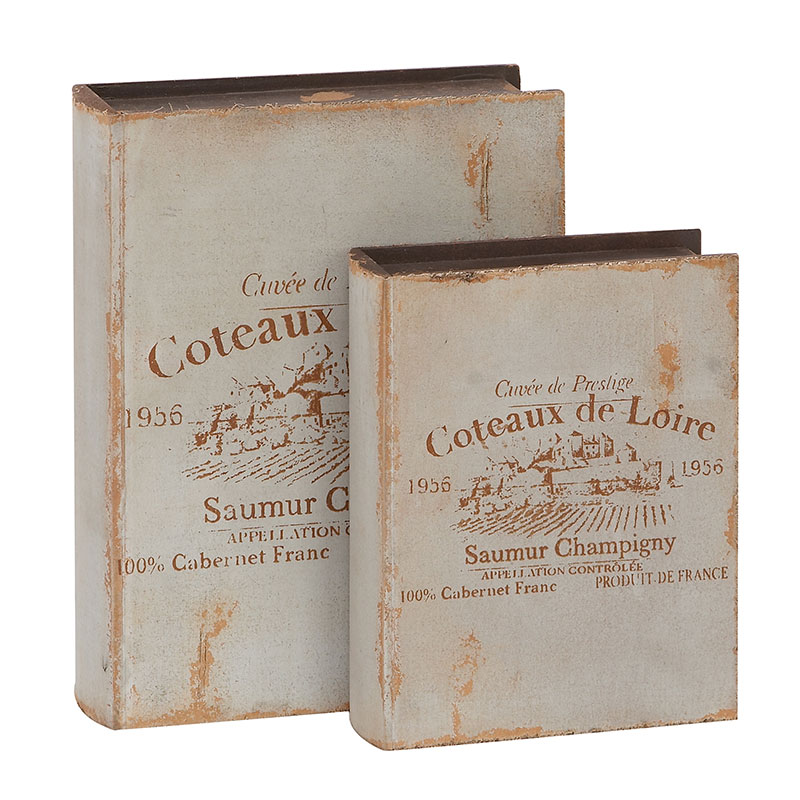 Cuvée de
Coteaux
1956
Saumur
APPELLATION
100% Cabernet Franc
Cuvée de Prestige
Coteaux de Loire
1956 1956
Saumur Champigny
APPELLATION CONTRÔLÉE
100% Cabernet Franc PRODUIT DE FRANCE